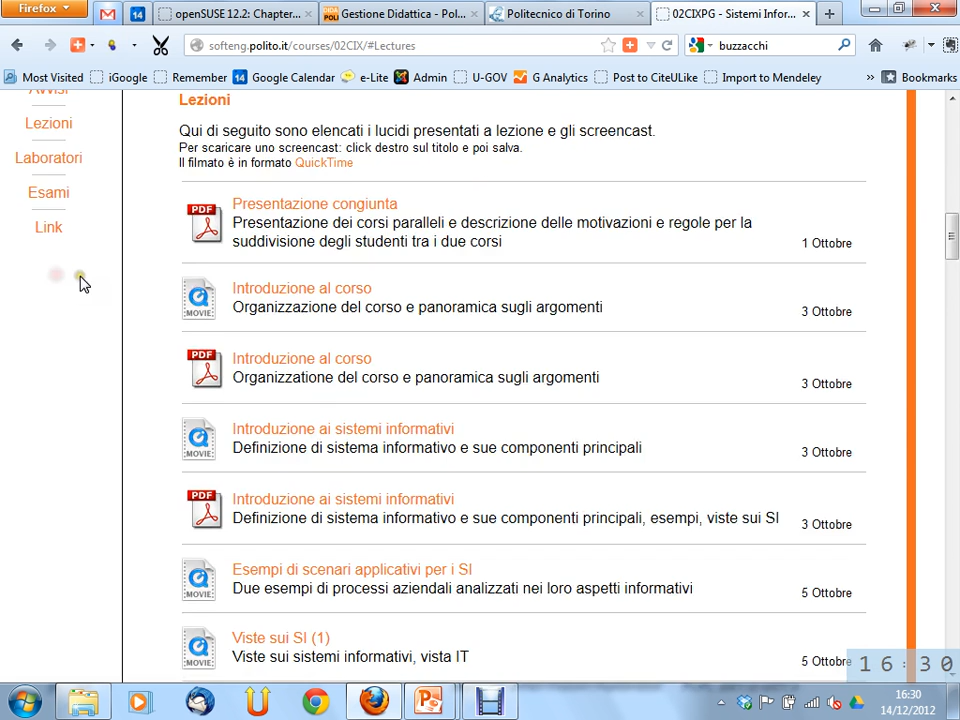 Firefox
openSUSE 12.2: Chapter...
Gestione Didattica - Pol...
Politecnico di Torino
02CIXPG - Sistemi Infor...
softeng.polito.it/courses/02CIX/#Lectures
buzzacchi
Most Visited
iGoogle
Remember
14
Google Calendar
e-Lite
Admin
U-GOV
G Analytics
Post to CiteULike
Import to Mendeley
»
Bookmarks
Avvisi
Lezioni
Laboratori
Esami
Link
Lezioni
Qui di seguito sono elencati i lucidi presentati a lezione e gli screencast.
Per scaricare uno screencast: click destro sul titolo e poi salva.
Il filmato è in formato QuickTime
PDF
Presentazione congiunta
Presentazione dei corsi paralleli e descrizione delle motivazioni e regole per la
suddivisione degli studenti tra i due corsi
1 Ottobre
MOVIE
Introduzione al corso
Organizzazione del corso e panoramica sugli argomenti
3 Ottobre
PDF
Introduzione al corso
Organizzatione del corso e panoramica sugli argomenti
3 Ottobre
MOVIE
Introduzione ai sistemi informativi
Definizione di sistema informativo e sue componenti principali
3 Ottobre
PDF
Introduzione ai sistemi informativi
Definizione di sistema informativo e sue componenti principali, esempi, viste sui SI
3 Ottobre
MOVIE
Esempi di scenari applicativi per i SI
Due esempi di processi aziendali analizzati nei loro aspetti informativi
5 Ottobre
MOVIE
Viste sui SI (1)
Viste sui sistemi informativi, vista IT
5 Ottobre
16:30
16:30
14/12/2012